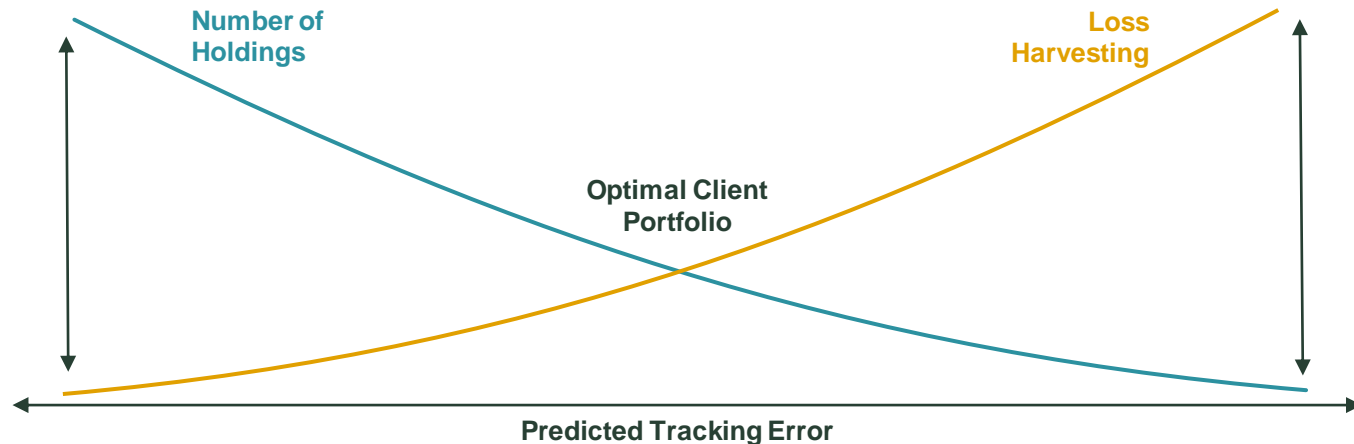 Number of
Holdings
Loss
Harvesting
Optimal Client
Portfolio
Predicted Tracking Error